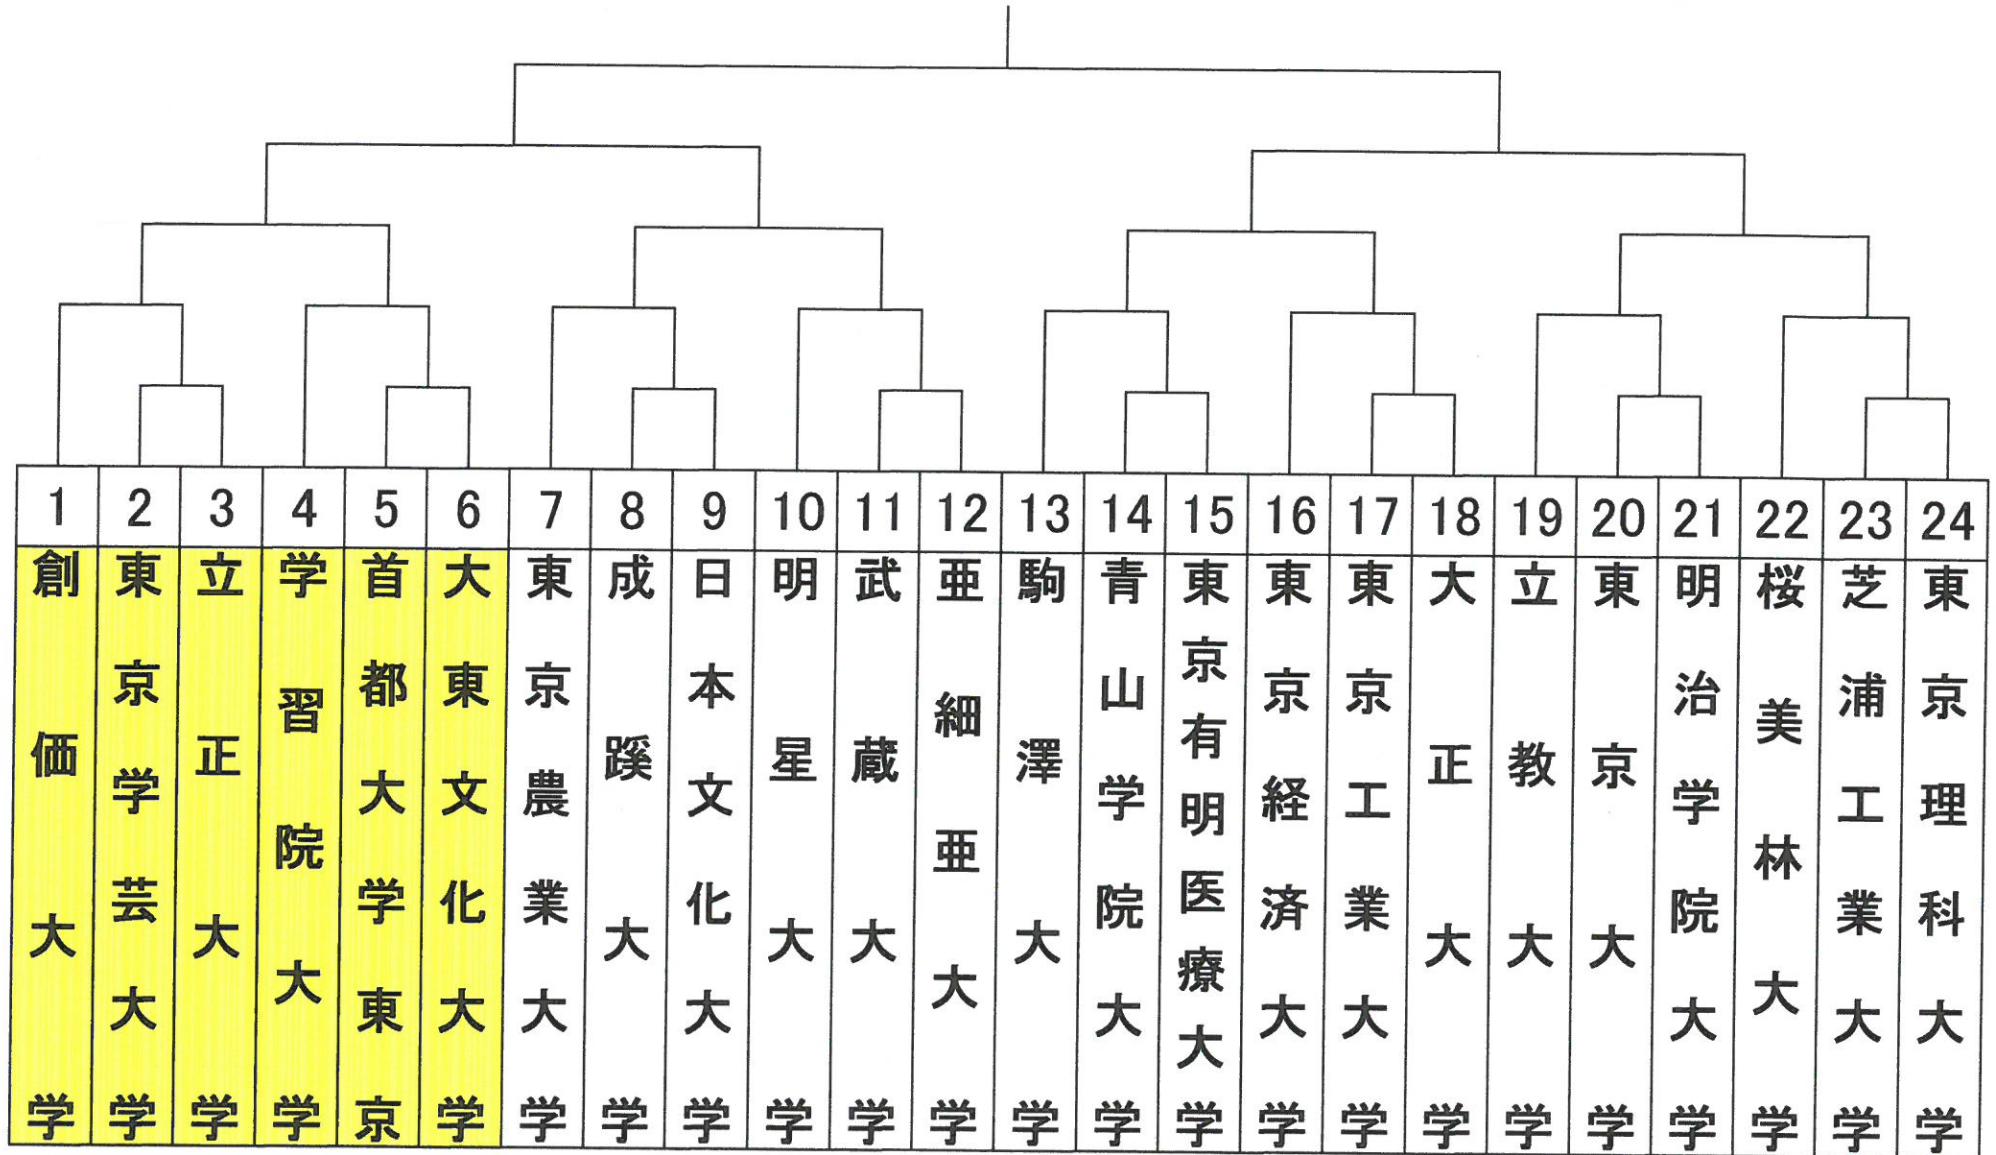 1 2 3 4 5 6 7 8 9 10 11 12 13 14 15 16 17 18 19 20 21 22 23 24
創価大学
東京学芸大学
立正大学
学習院大学
首都大学東京
大東文化大学
東京農業大学
成蹊大学
日本文化大学
明星大学
武蔵大学
亜細亜大学
駒澤大学
青山学院大学
東京有明医療大学
東京経済大学
東京工業大学
大正大学
立教大学
東京大学
明治学院大学
桜美林大学
芝浦工業大学
東京理科大学